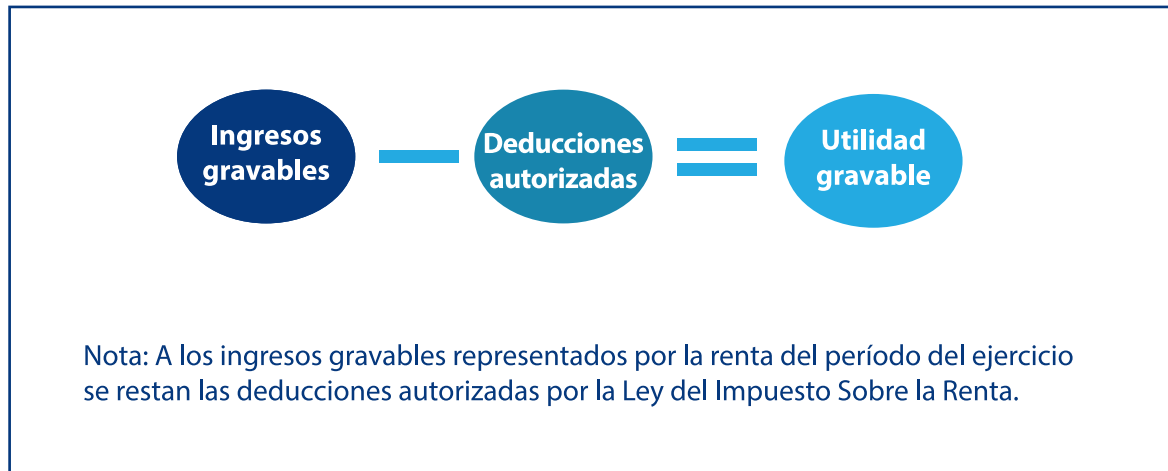 Ingresos
gravables
Deducciones
autorizadas
Utilidad
gravable
Nota: A los ingresos gravables representados por la renta del período del ejercicio
se restan las deducciones autorizadas por la Ley del Impuesto Sobre la Renta.